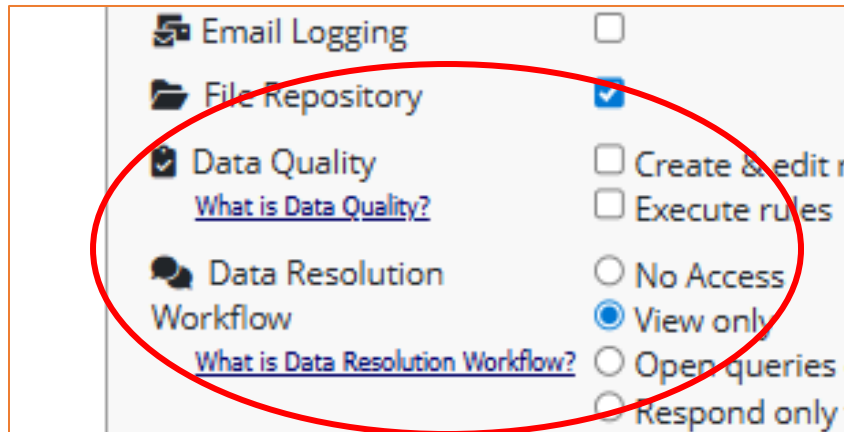 Email Logging
File Repository
Data Quality Create & edit
What is Data Quality? Execute rules
Data Resolution No Access
Workflow View only
What is Data Resolution Workflow? Open queries
Respond only